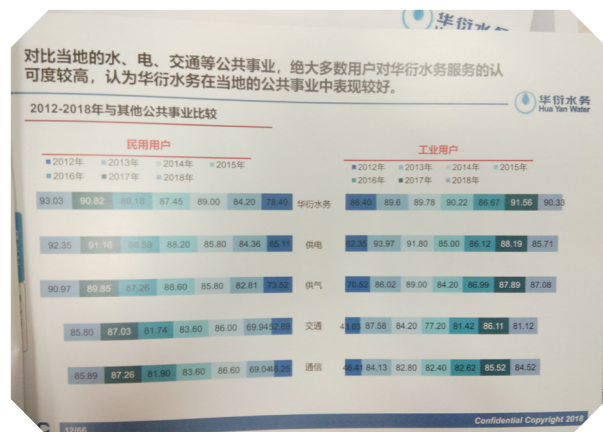 华衍水务
对比当地的水、电、交通等公共事业，绝大多数用户对华衍水务服务的认
可度较高，认为华衍水务在当地的公共事业中表现较好。
华衍水务
Hua Yan Water
2012-2018年与其他公共事业比较
民用用户
2012年 2013年 2014年 2015年
2016年 2017年 2018年
工业用户
2012年 2013年 2014年 2015年
2016年 2017年 2018年
93.03 90.82 87.45 89.00 84.20 78.40 华衍水务 89.6 89.78 90.22 86.67 91.56 90.33
92.35 91.16 88.20 85.80 84.36 65.11 供电 62.35 93.97 91.80 85.00 86.12 88.19 85.71
90.97 89.85 87.26 88.60 85.80 82.81 73.52 供气 70.52 86.02 89.00 84.20 86.99 87.89 87.08
85.80 87.03 81.74 83.60 86.00 69.94 52.89 交通 87.58 84.20 77.20 81.42 86.11 81.12
85.89 87.26 81.90 83.60 86.60 69.04 通信 84.13 82.80 82.40 82.62 85.52 84.52
12/66
Confidential Copyright 2018